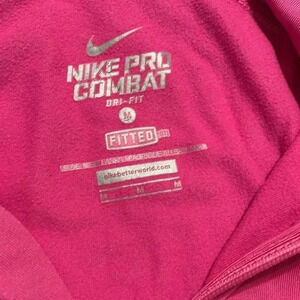 NIKE PRO
COMBAT
DRI-FIT
M
FITTED
nikebetterworld.com
M M M